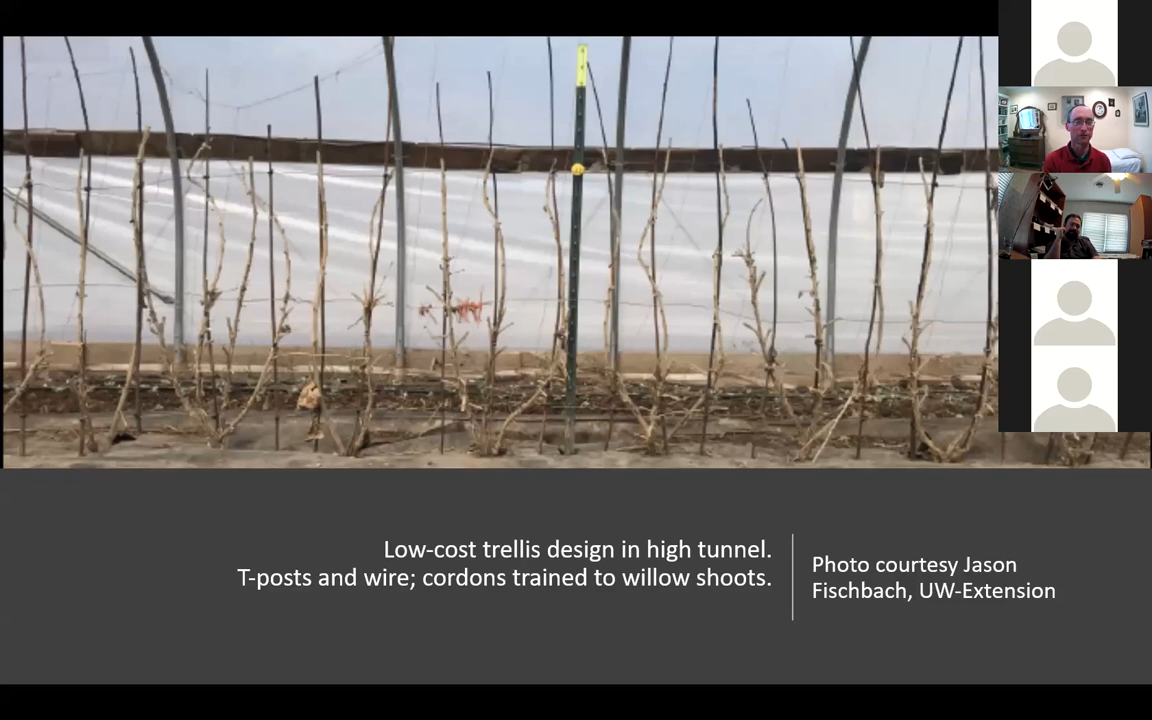 Low-cost trellis design in high tunnel.
T-posts and wire; cordons trained to willow shoots.
Photo courtesy Jason
Fischbach, UW-Extension